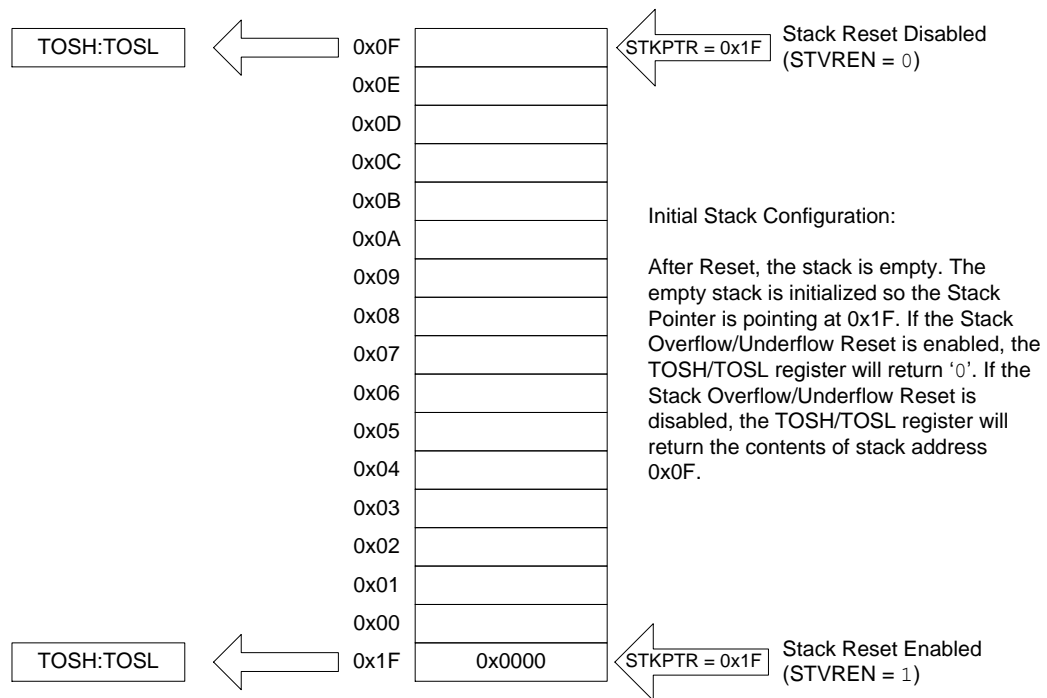 TOSH:TOSL
0x0F
STKPTR = 0x1F
Stack Reset Disabled
(STVREN = 0)
0x0E
0x0D
0x0C
0x0B
0x0A
0x09
0x08
0x07
0x06
0x05
0x04
0x03
0x02
0x01
0x00
Initial Stack Configuration:
After Reset, the stack is empty. The
empty stack is initialized so the Stack
Pointer is pointing at 0x1F. If the Stack
Overflow/Underflow Reset is enabled, the
TOSH/TOSL register will return ‘0’. If the
Stack Overflow/Underflow Reset is
disabled, the TOSH/TOSL register will
return the contents of stack address
0x0F.
TOSH:TOSL
0x1F
0x0000
STKPTR = 0x1F
Stack Reset Enabled
(STVREN = 1)